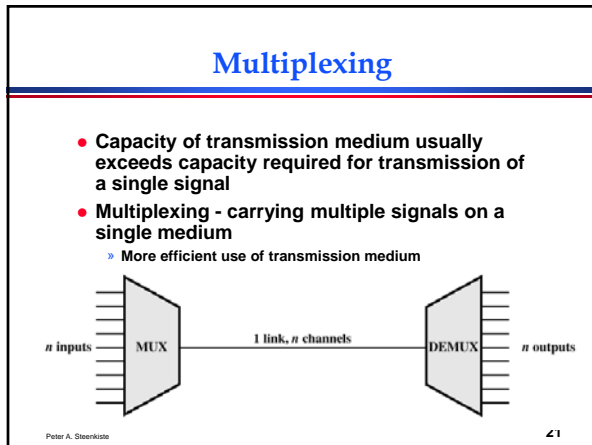 Multiplexing
• Capacity of transmission medium usually
exceeds capacity required for transmission of
a single signal
• Multiplexing - carrying multiple signals on a
single medium
» More efficient use of transmission medium
n inputs
MUX
1 link, n channels
DEMUX
n outputs
Peter A. Steenkiste
21